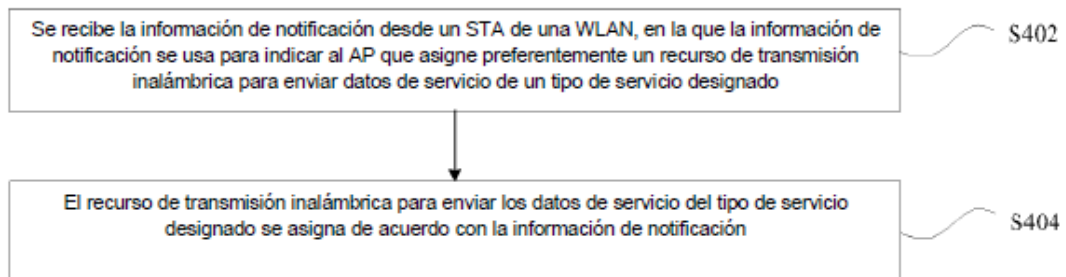 Se recibe la información de notificación desde un STA de una WLAN, en la que la información de
notificación se usa para indicar al AP que asigne preferentemente un recurso de transmisión
inalámbrica para enviar datos de servicio de un tipo de servicio designado
S402
El recurso de transmisión inalámbrica para enviar los datos de servicio del tipo de servicio
designado se asigna de acuerdo con la información de notificación
S404